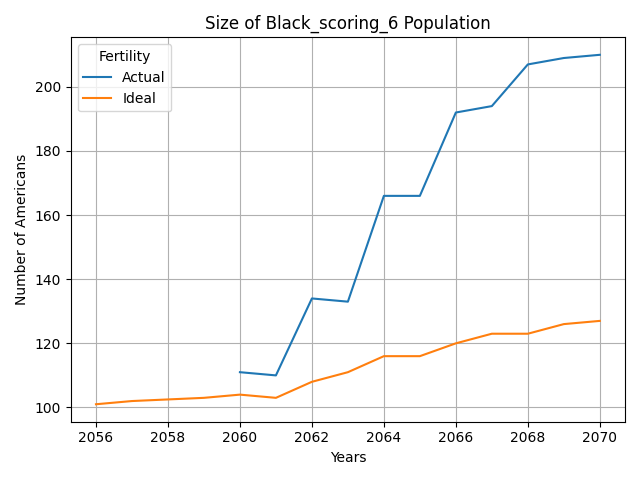 Size of Black_scoring_6 Population
Fertility
Actual
Ideal
Number of Americans
200
180
160
140
120
100
2056 2058 2060 2062 2064 2066 2068 2070
Years